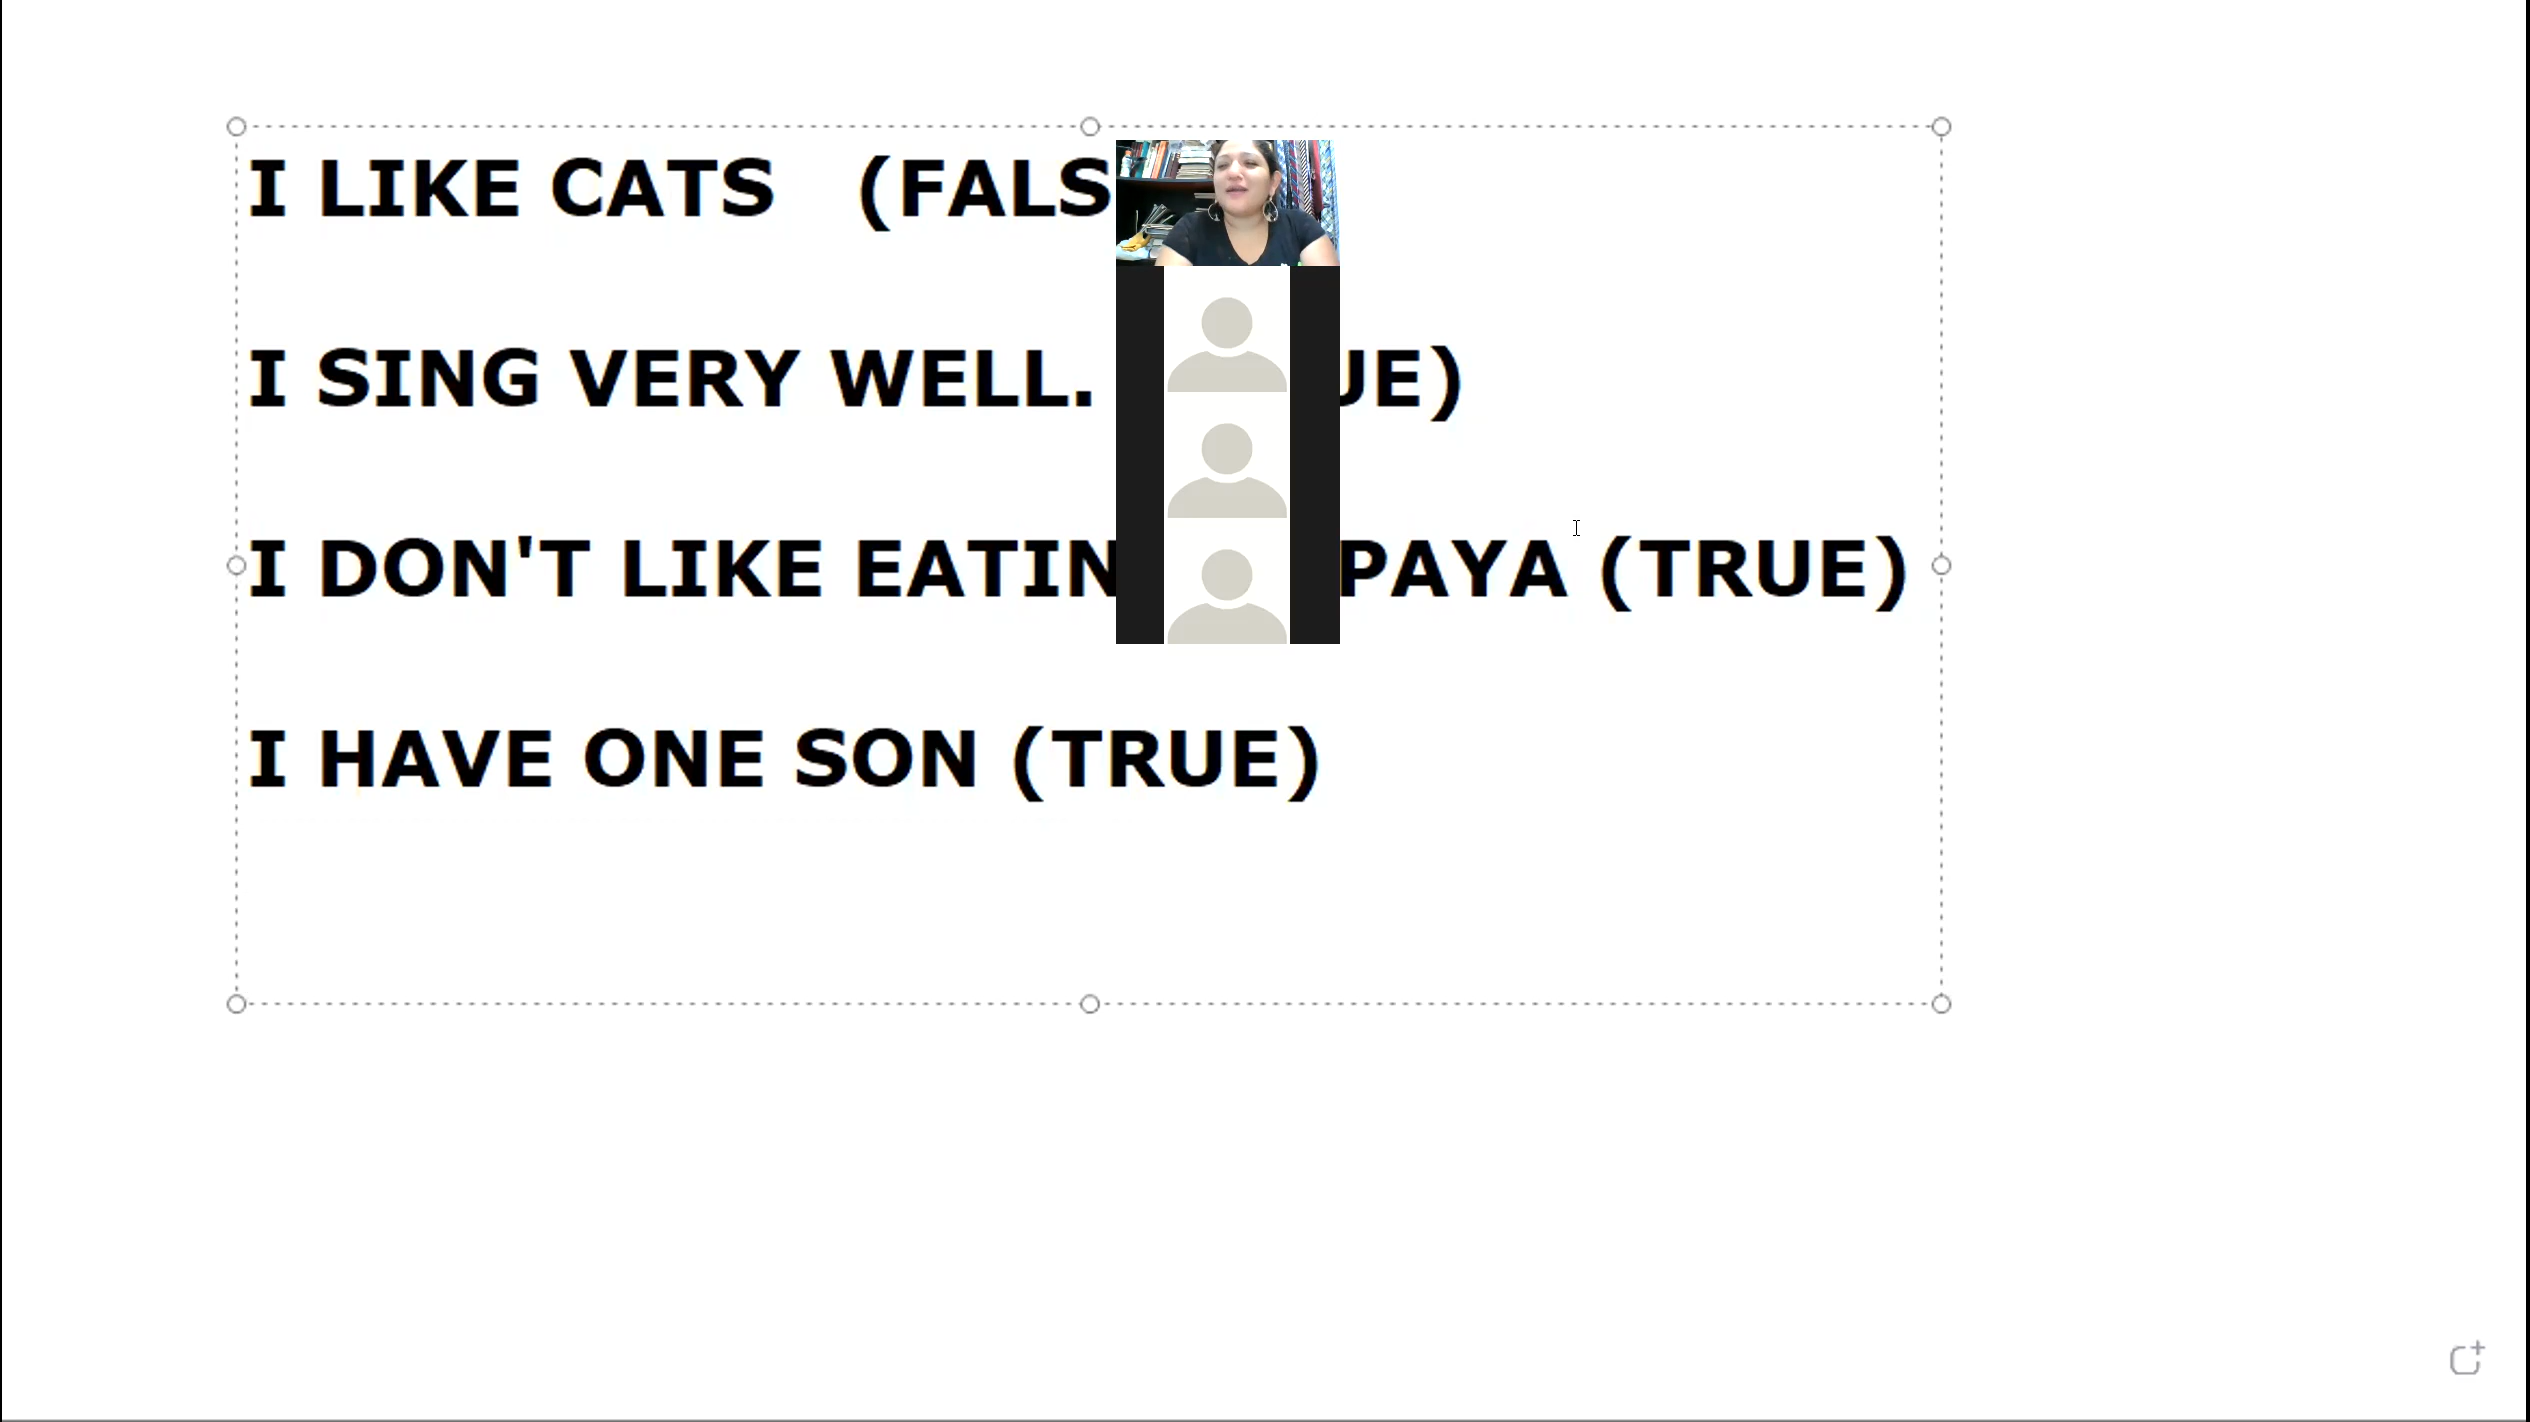 I LIKE CATS (FALS
I SING VERY WELL. UE)
I DON'T LIKE EATIN PAYA (TRUE)
I HAVE ONE SON (TRUE)